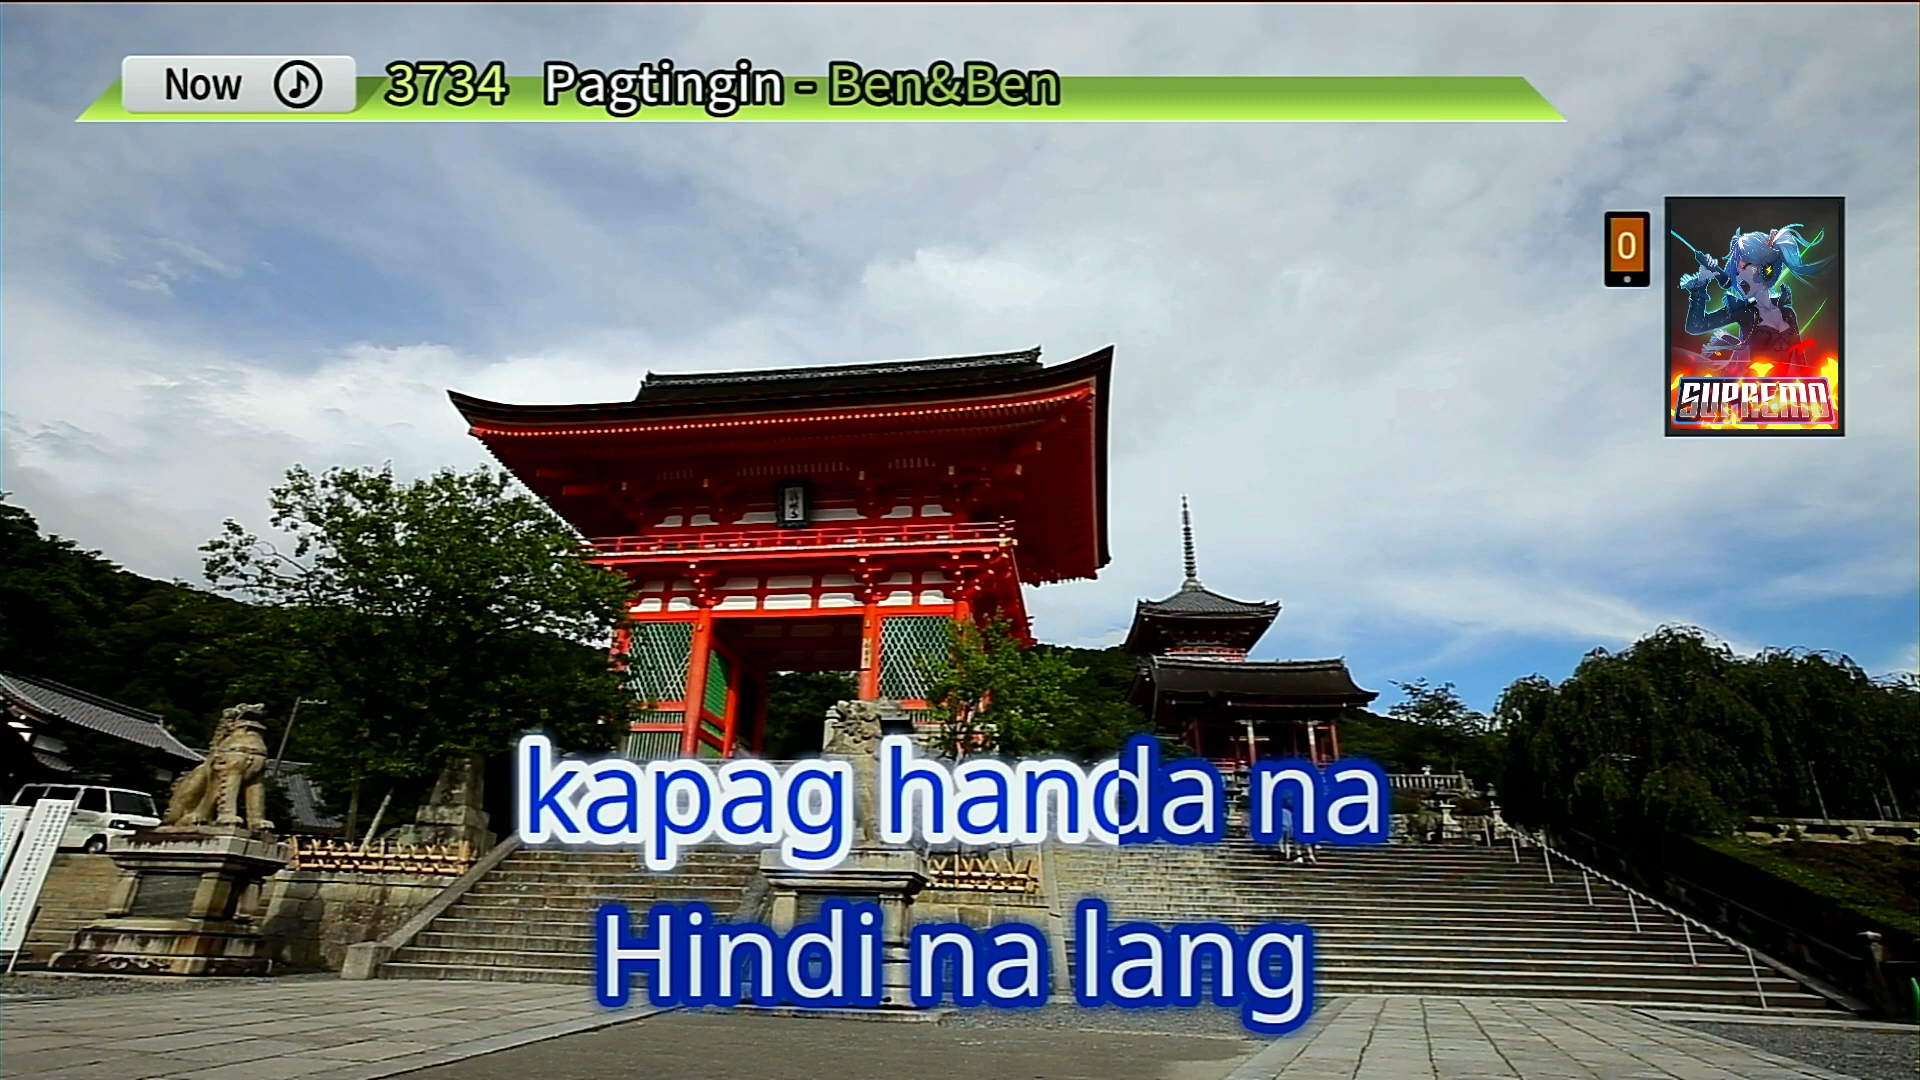 Now
3734 Pagtingin - Ben&Ben
0
SUPREMO
kapag handa na
Hindi na lang